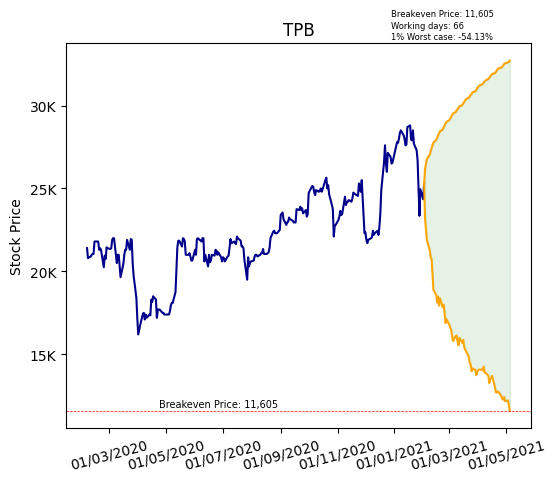 Breakeven Price: 11,605
Working days: 66
1% Worst case: -54.13%
TPB
Stock Price
30K
25K
20K
15K
Breakeven Price: 11,605
01/03/2020
01/05/2020
01/07/2020
01/09/2020
01/11/2020
01/01/2021
01/03/2021
01/05/2021